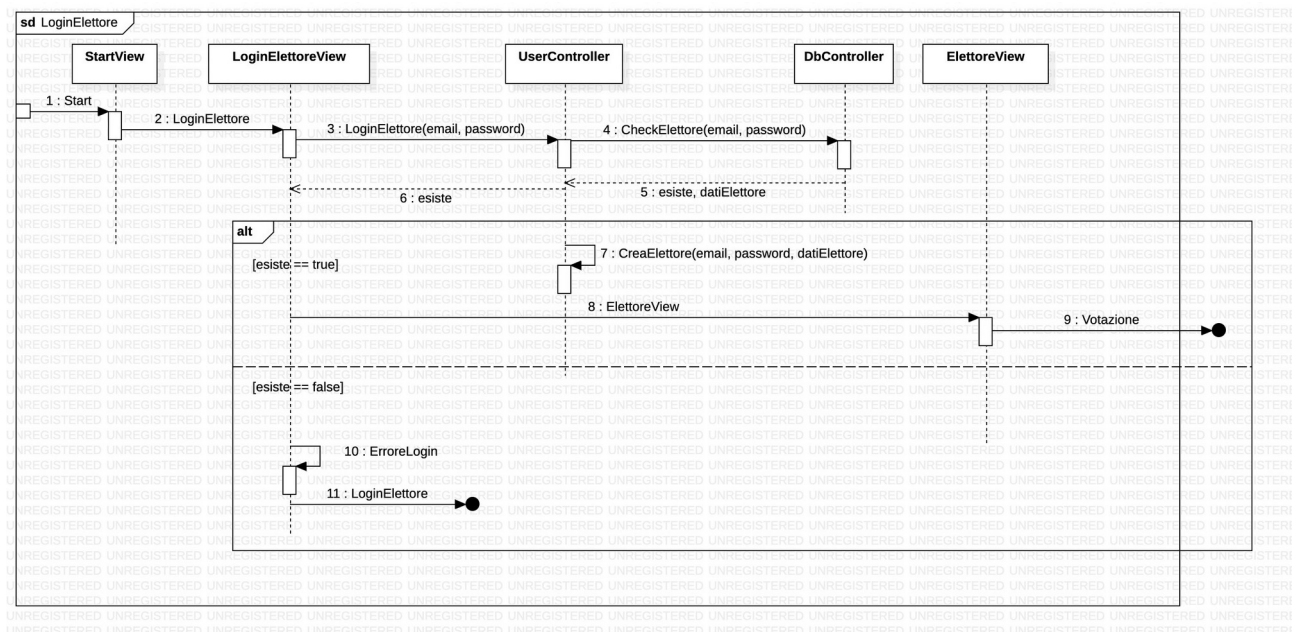 sd LoginElettore
StartView
LoginElettoreView
UserController
DbController
ElettoreView
1 : Start
2 : LoginElettore
3 : LoginElettore(email, password)
4 : CheckElettore(email, password)
5 : esiste, datiElettore
6 : esiste
alt
[esiste == true]
7 : CreaElettore(email, password, datiElettore)
8 : ElettoreView
9 : Votazione
[esiste == false]
10 : ErroreLogin
11 : LoginElettore
UNREGISTERED